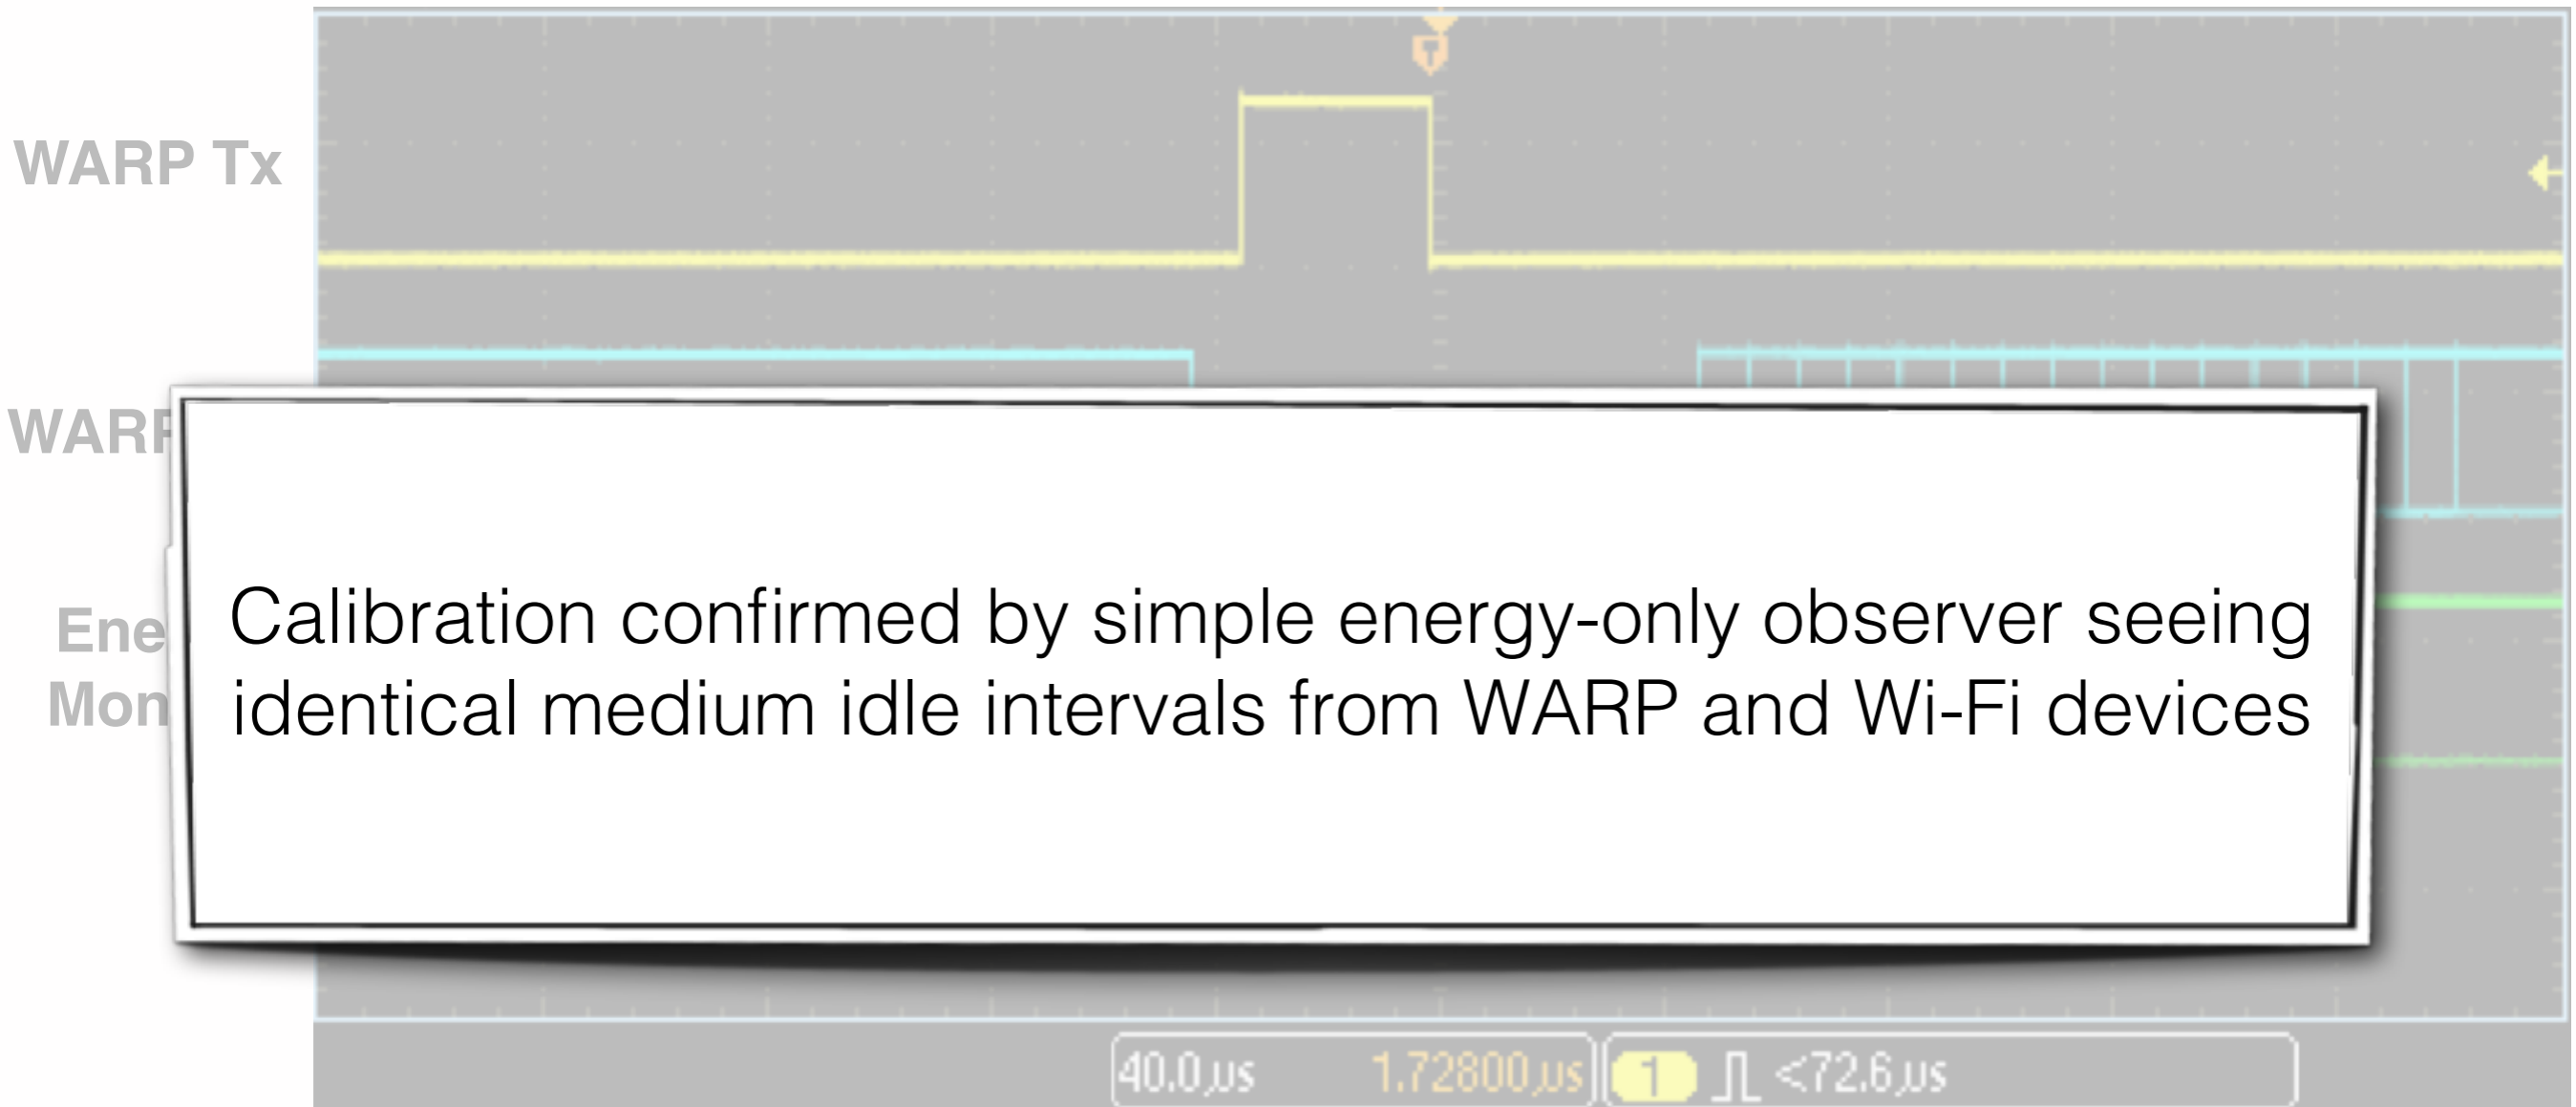 WARP Tx
WARP
Ene
Mon
Calibration confirmed by simple energy-only observer seeing
identical medium idle intervals from WARP and Wi-Fi devices
T
40.0µs 1.72800µs 1 <72.6µs